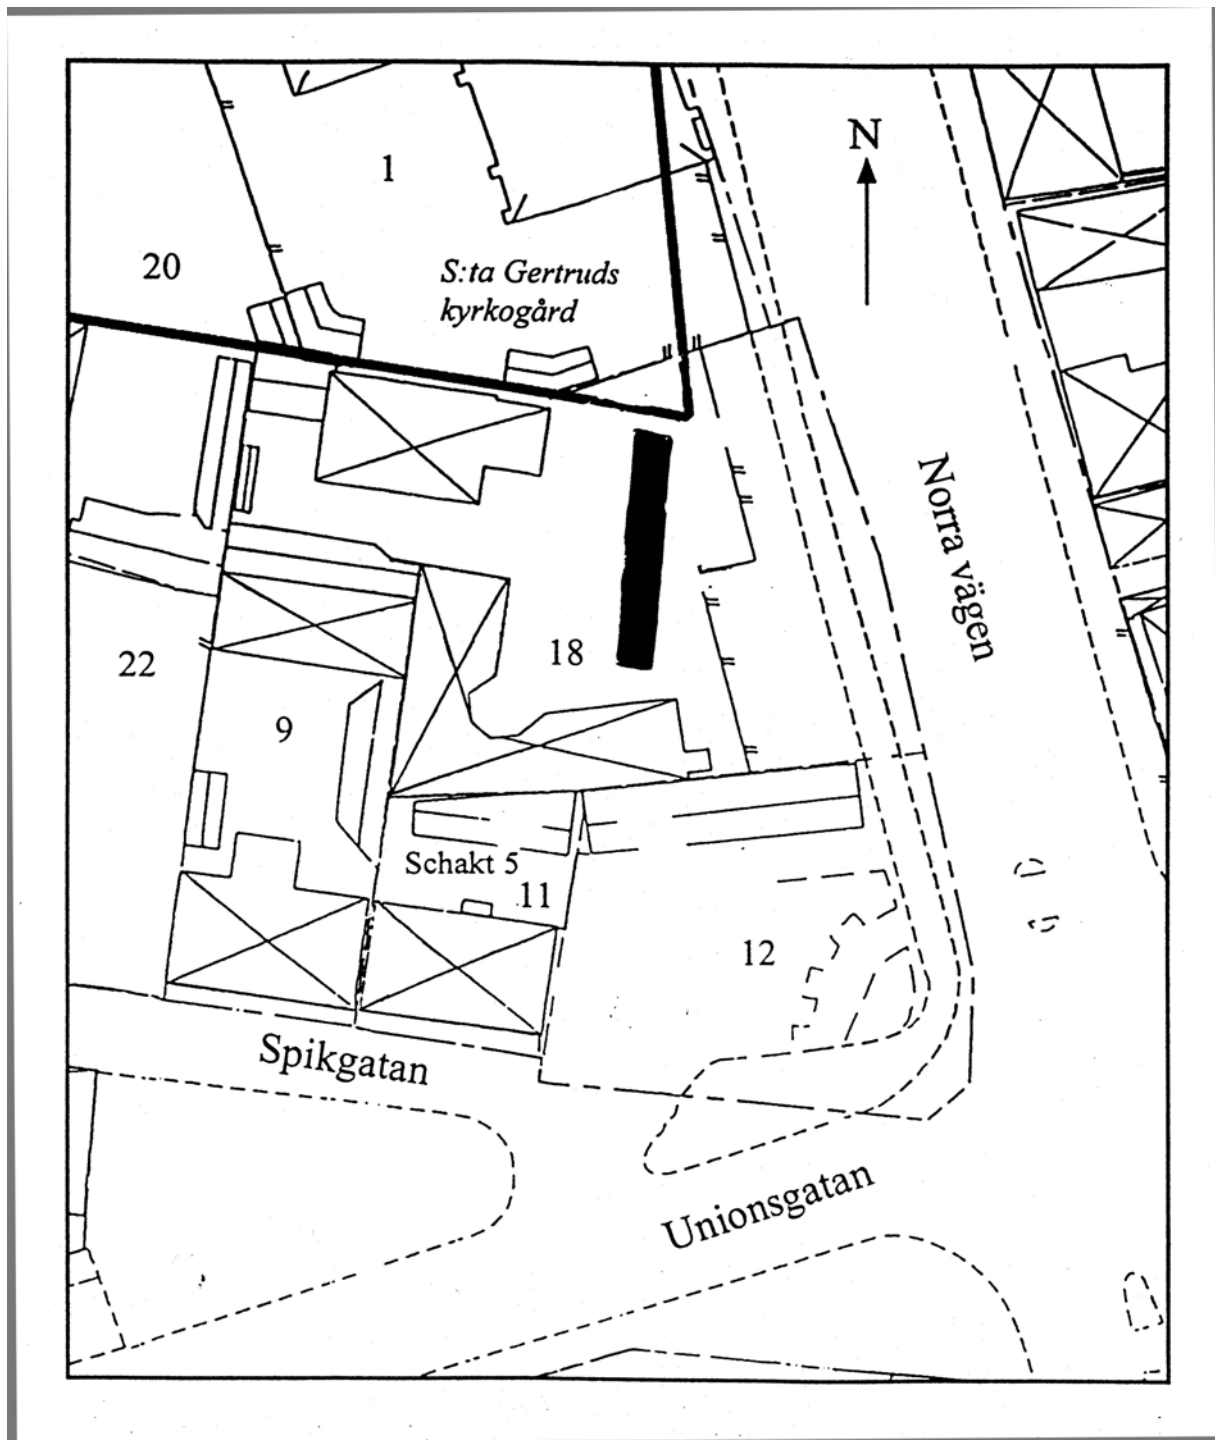 N
1
20
S:ta Gertruds
kyrkogård
Norra vägen
18
22
9
Schakt 5
11
12
Spikgatan
Unionsgatan